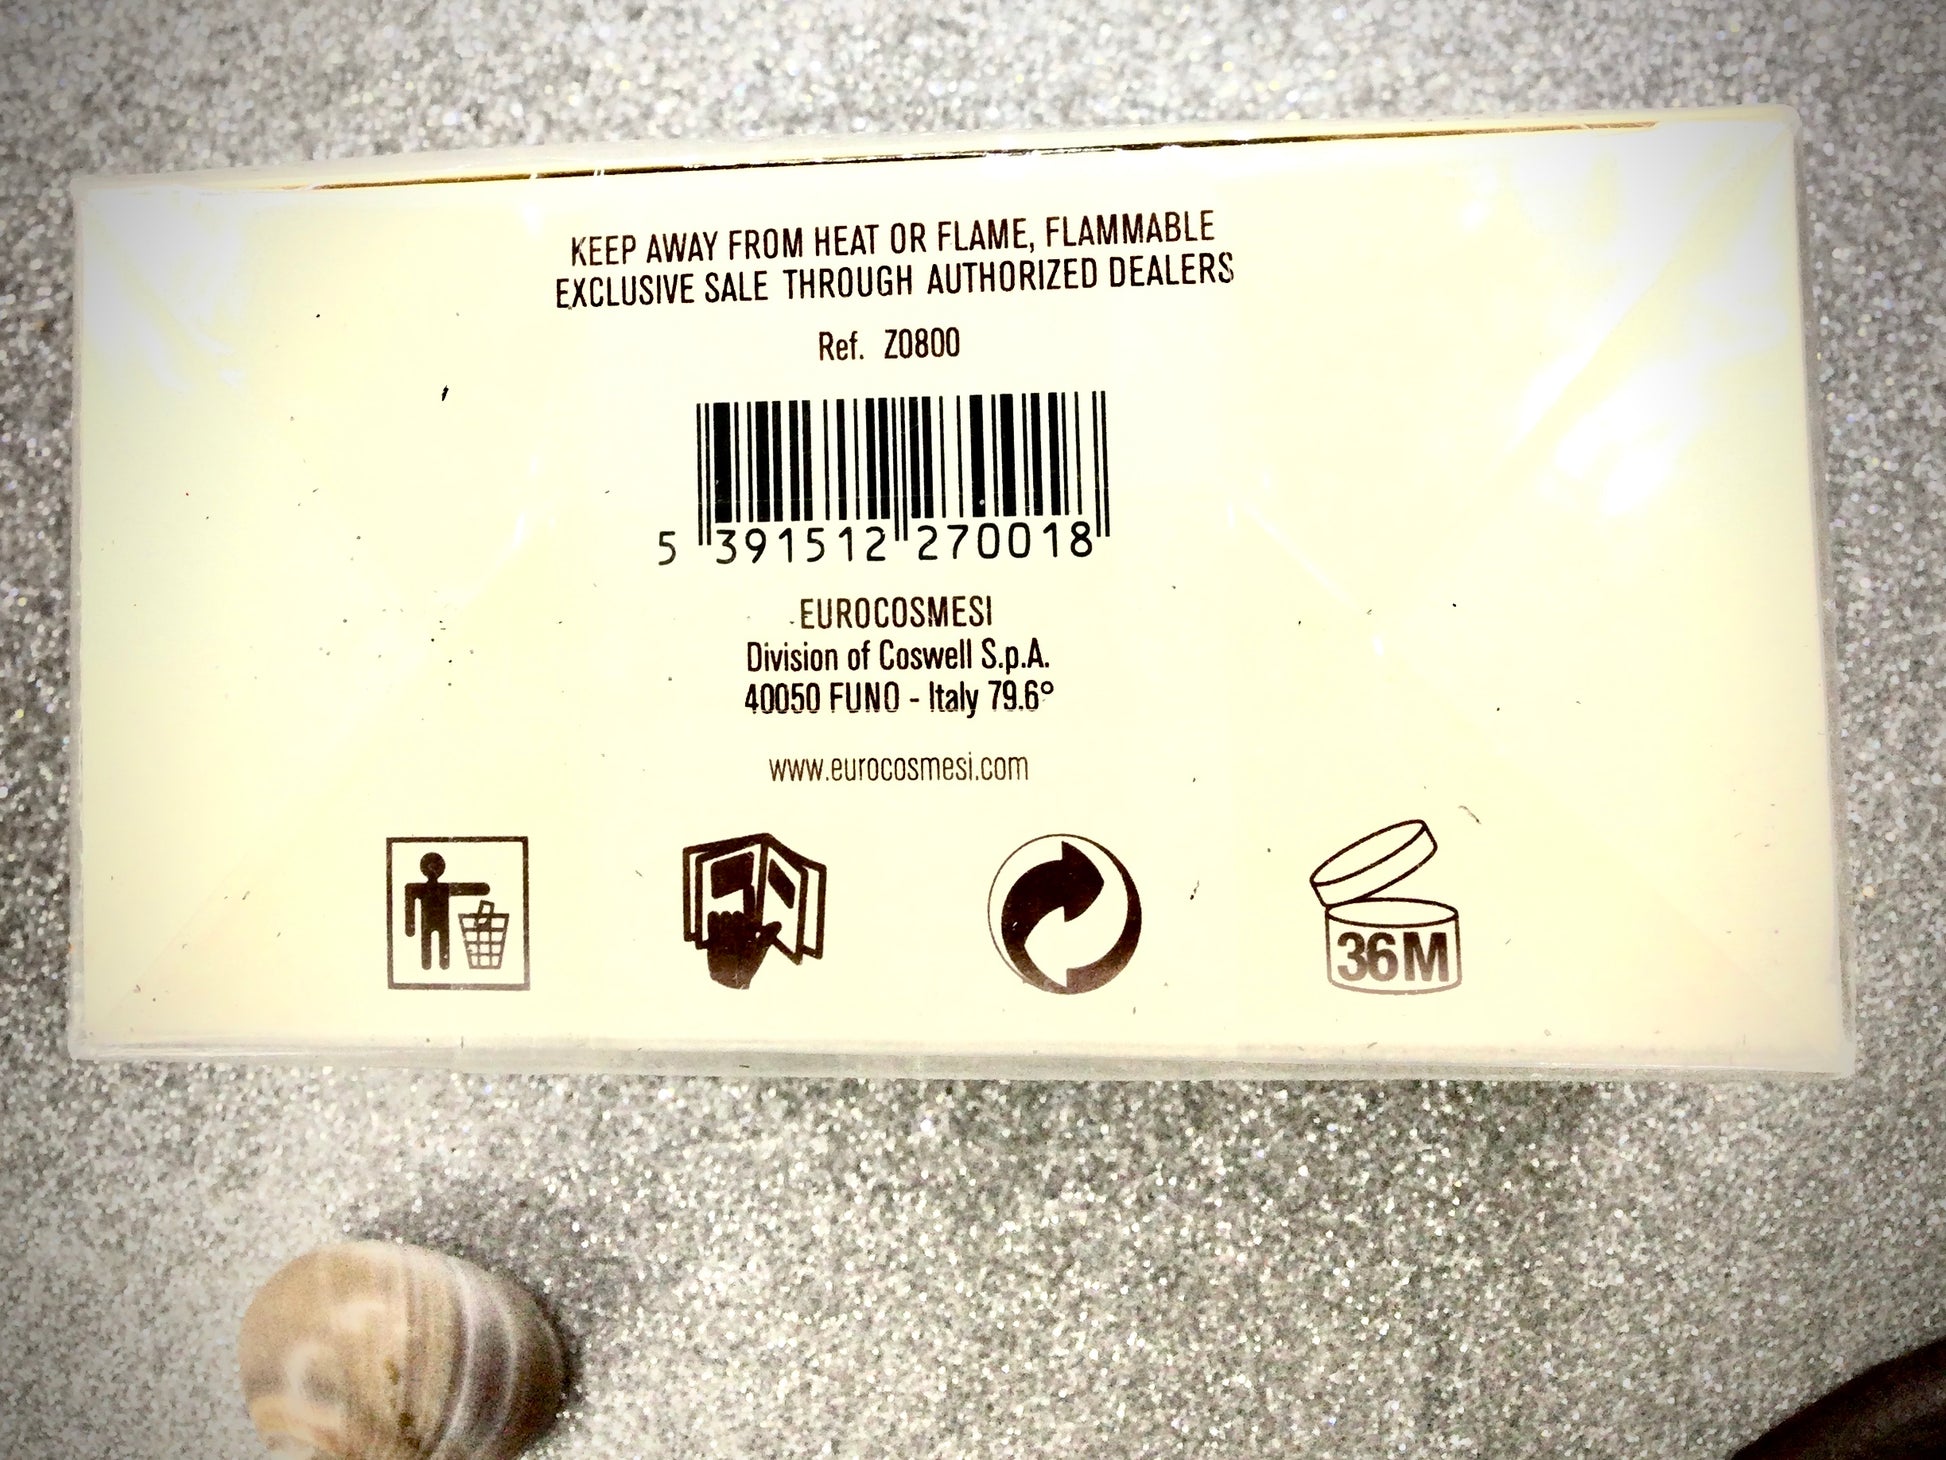 KEEP AWAY FROM HEAT OR FLAME, FLAMMABLE
EXCLUSIVE SALE THROUGH AUTHORIZED DEALERS
Ref. Z0800
5 391512 270018
EUROCOSMESI
Division of Coswell S.p.A.
40050 FUNO - Italy 79.6°
www.eurocosmesi.com
36M